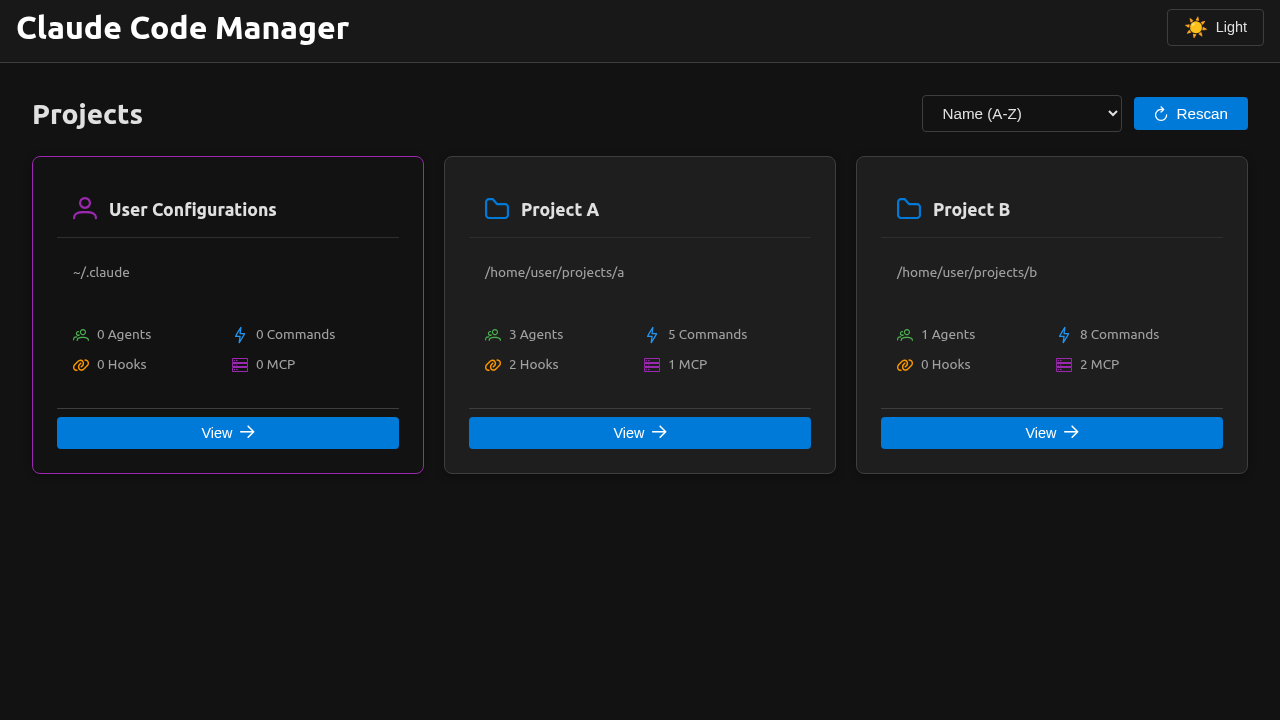 Claude Code Manager
Light
Projects
Name (A-Z)
Rescan
User Configurations
~/.claude
0 Agents
0 Commands
0 Hooks
0 MCP
View
Project A
/home/user/projects/a
3 Agents
5 Commands
2 Hooks
1 MCP
View
Project B
/home/user/projects/b
1 Agents
8 Commands
0 Hooks
2 MCP
View